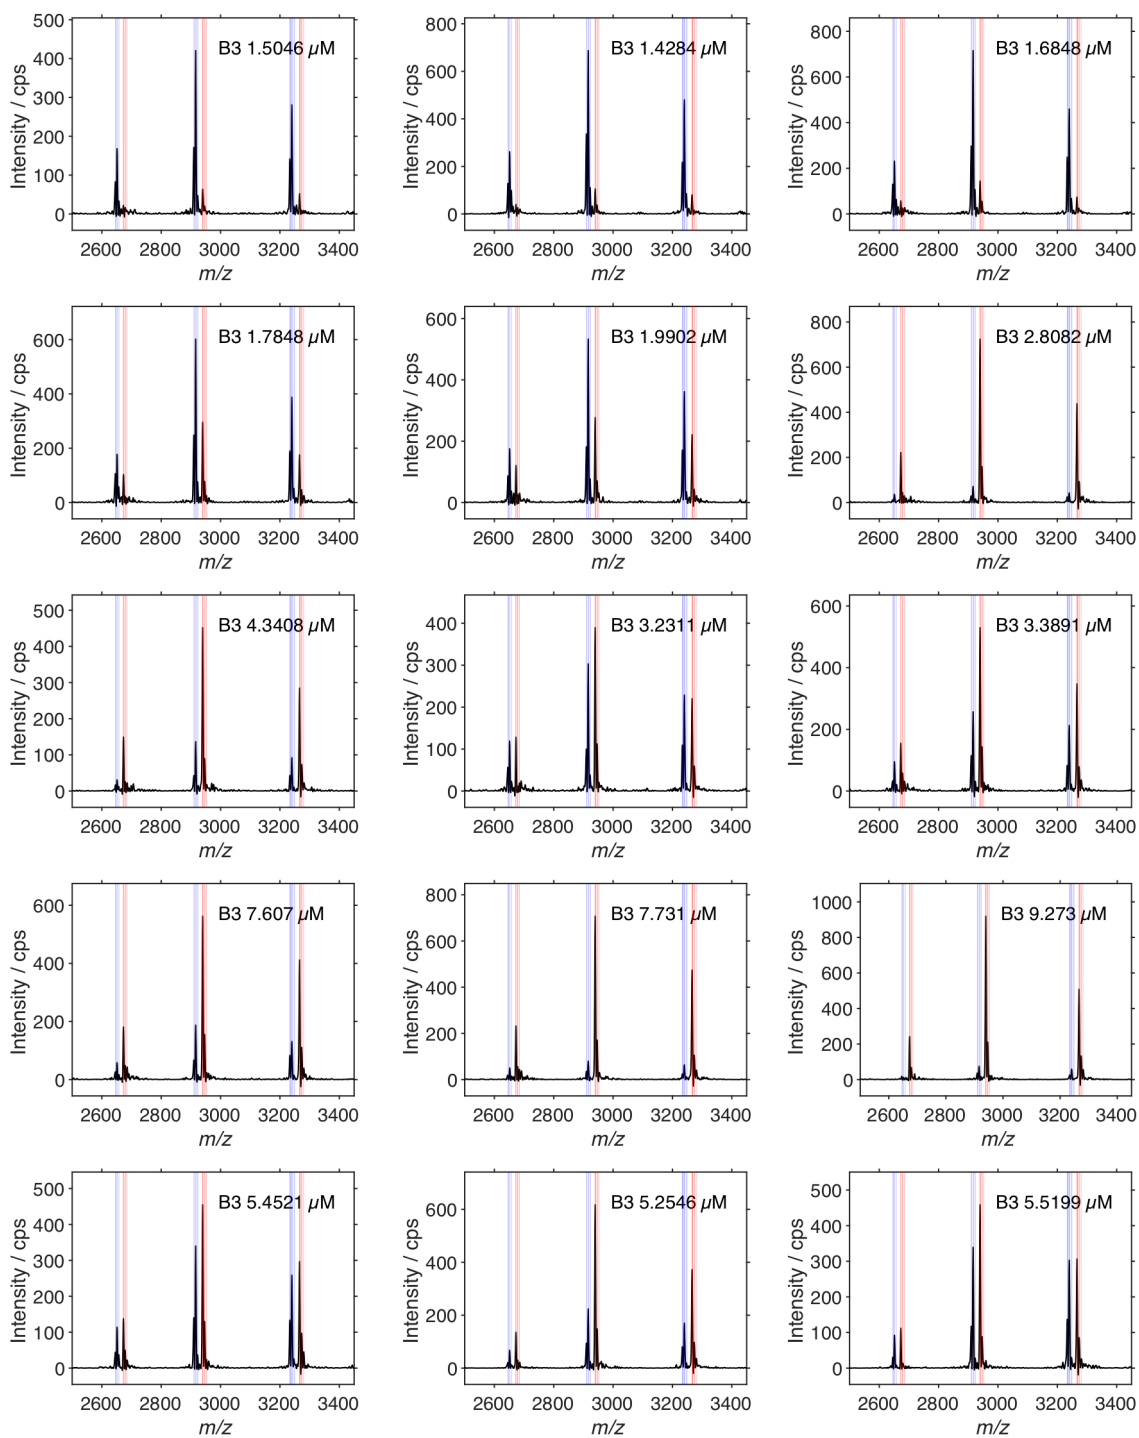 B3 1.5046 µM
Intensity / cps
500
400
300
200
100
0
2600 2800 3000 3200 3400
m/z
B3 1.4284 µM
Intensity / cps
800
600
400
200
0
2600 2800 3000 3200 3400
m/z
B3 1.6848 µM
Intensity / cps
800
600
400
200
0
2600 2800 3000 3200 3400
m/z
B3 1.7848 µM
Intensity / cps
600
400
200
0
2600 2800 3000 3200 3400
m/z
B3 1.9902 µM
Intensity / cps
600
400
200
0
2600 2800 3000 3200 3400
m/z
B3 2.8082 µM
Intensity / cps
800
600
400
200
0
2600 2800 3000 3200 3400
m/z
B3 4.3408 µM
Intensity / cps
500
400
300
200
100
0
2600 2800 3000 3200 3400
m/z
B3 3.2311 µM
Intensity / cps
400
300
200
100
0
2600 2800 3000 3200 3400
m/z
B3 3.3891 µM
Intensity / cps
600
400
200
0
2600 2800 3000 3200 3400
m/z
B3 7.607 µM
Intensity / cps
600
400
200
0
2600 2800 3000 3200 3400
m/z
B3 7.731 µM
Intensity / cps
800
600
400
200
0
2600 2800 3000 3200 3400
m/z
B3 9.273 µM
Intensity / cps
1000
800
600
400
200
0
2600 2800 3000 3200 3400
m/z
B3 5.4521 µM
Intensity / cps
500
400
300
200
100
0
2600 2800 3000 3200 3400
m/z
B3 5.2546 µM
Intensity / cps
600
400
200
0
2600 2800 3000 3200 3400
m/z
B3 5.5199 µM
Intensity / cps
500
400
300
200
100
0
2600 2800 3000 3200 3400
m/z